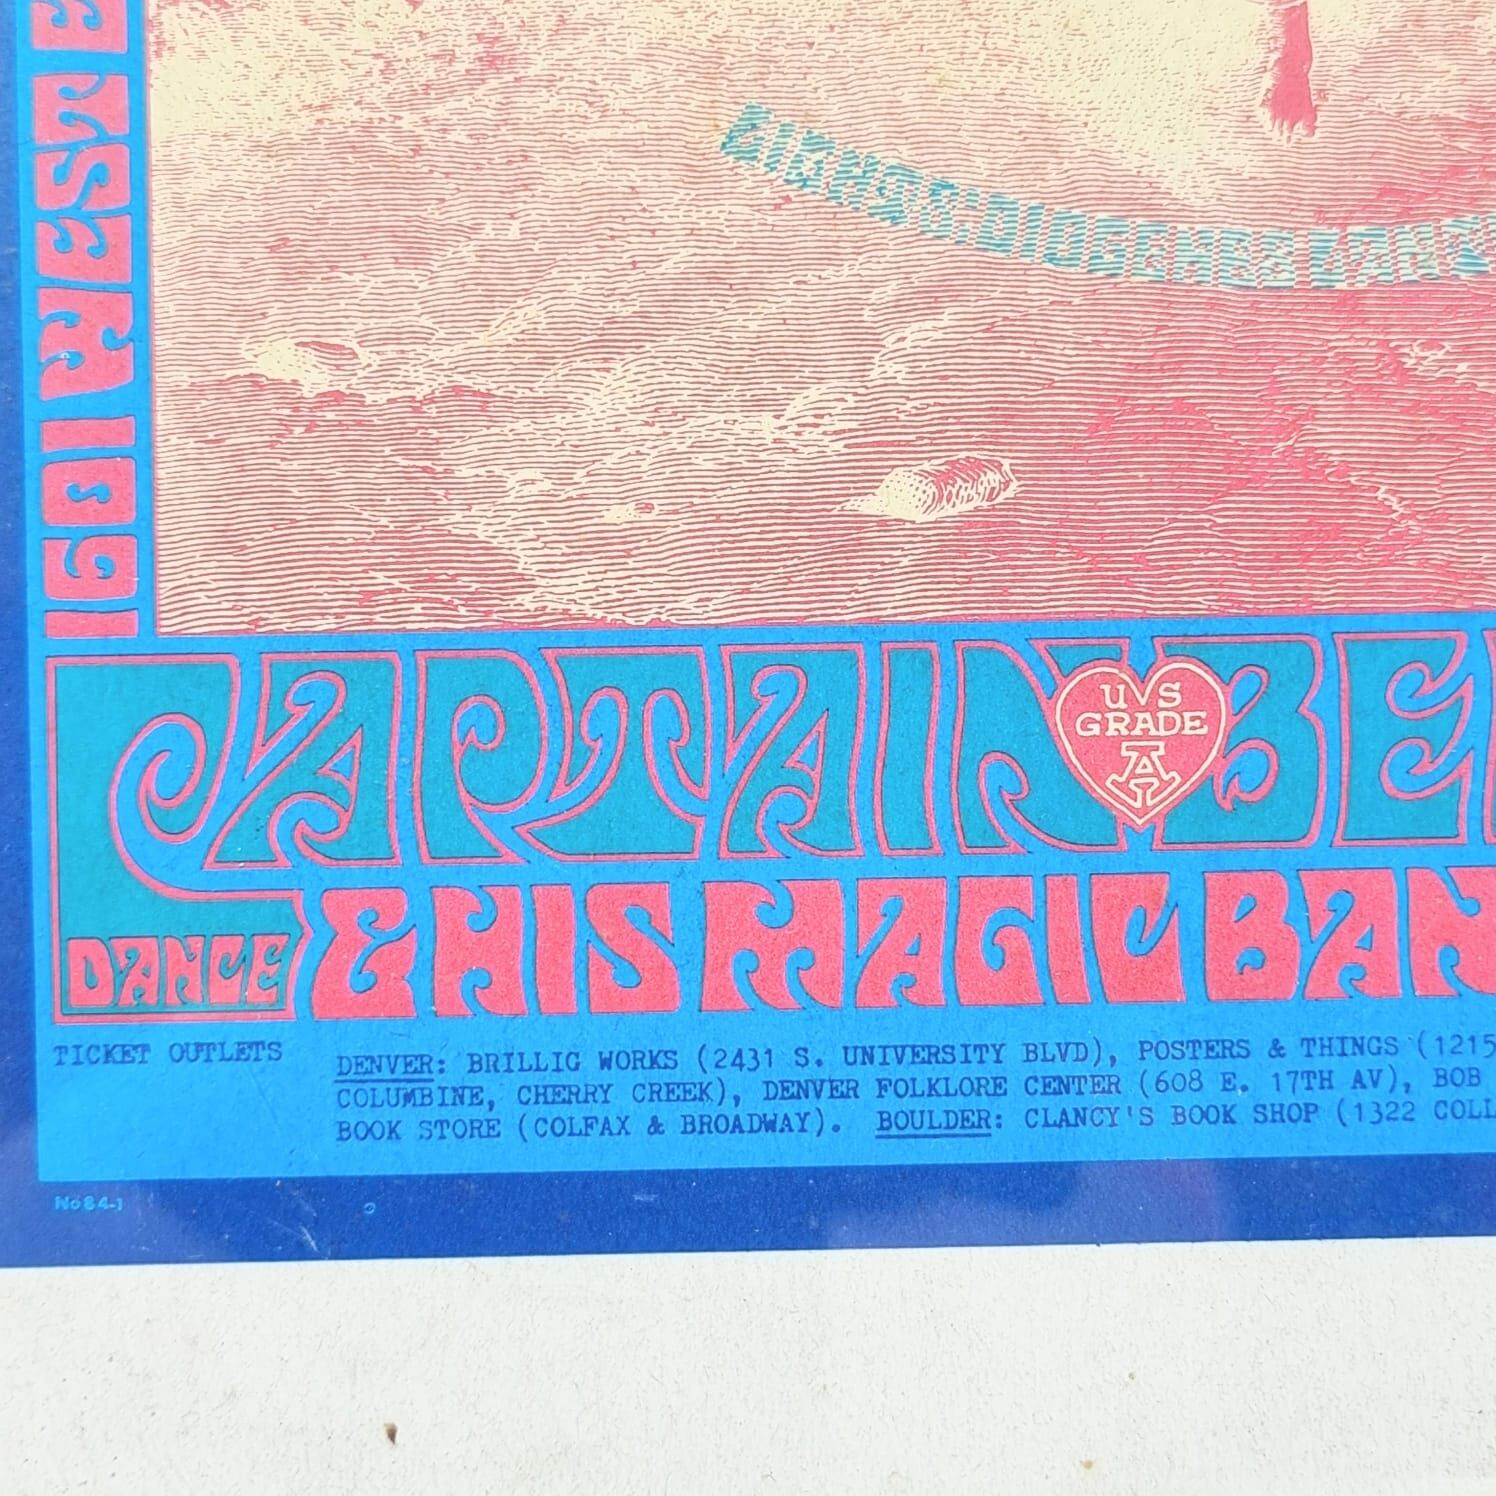 1601 WEST E
LIGHTS: DIOGENES LANT
CAPTAIN BE
US
GRADE
A
& HIS MAGIC BAN
DANCE
TICKET OUTLETS
DENVER: BRILLIG WORKS (2431 S. UNIVERSITY BLVD), POSTERS & THINGS (1215
COLUMBINE, CHERRY CREEK), DENVER FOLKLORE CENTER (608 E. 17TH AV), BOB
BOOK STORE (COLFAX & BROADWAY). BOULDER: CLANCY'S BOOK SHOP (1322 COLL
No 84-1